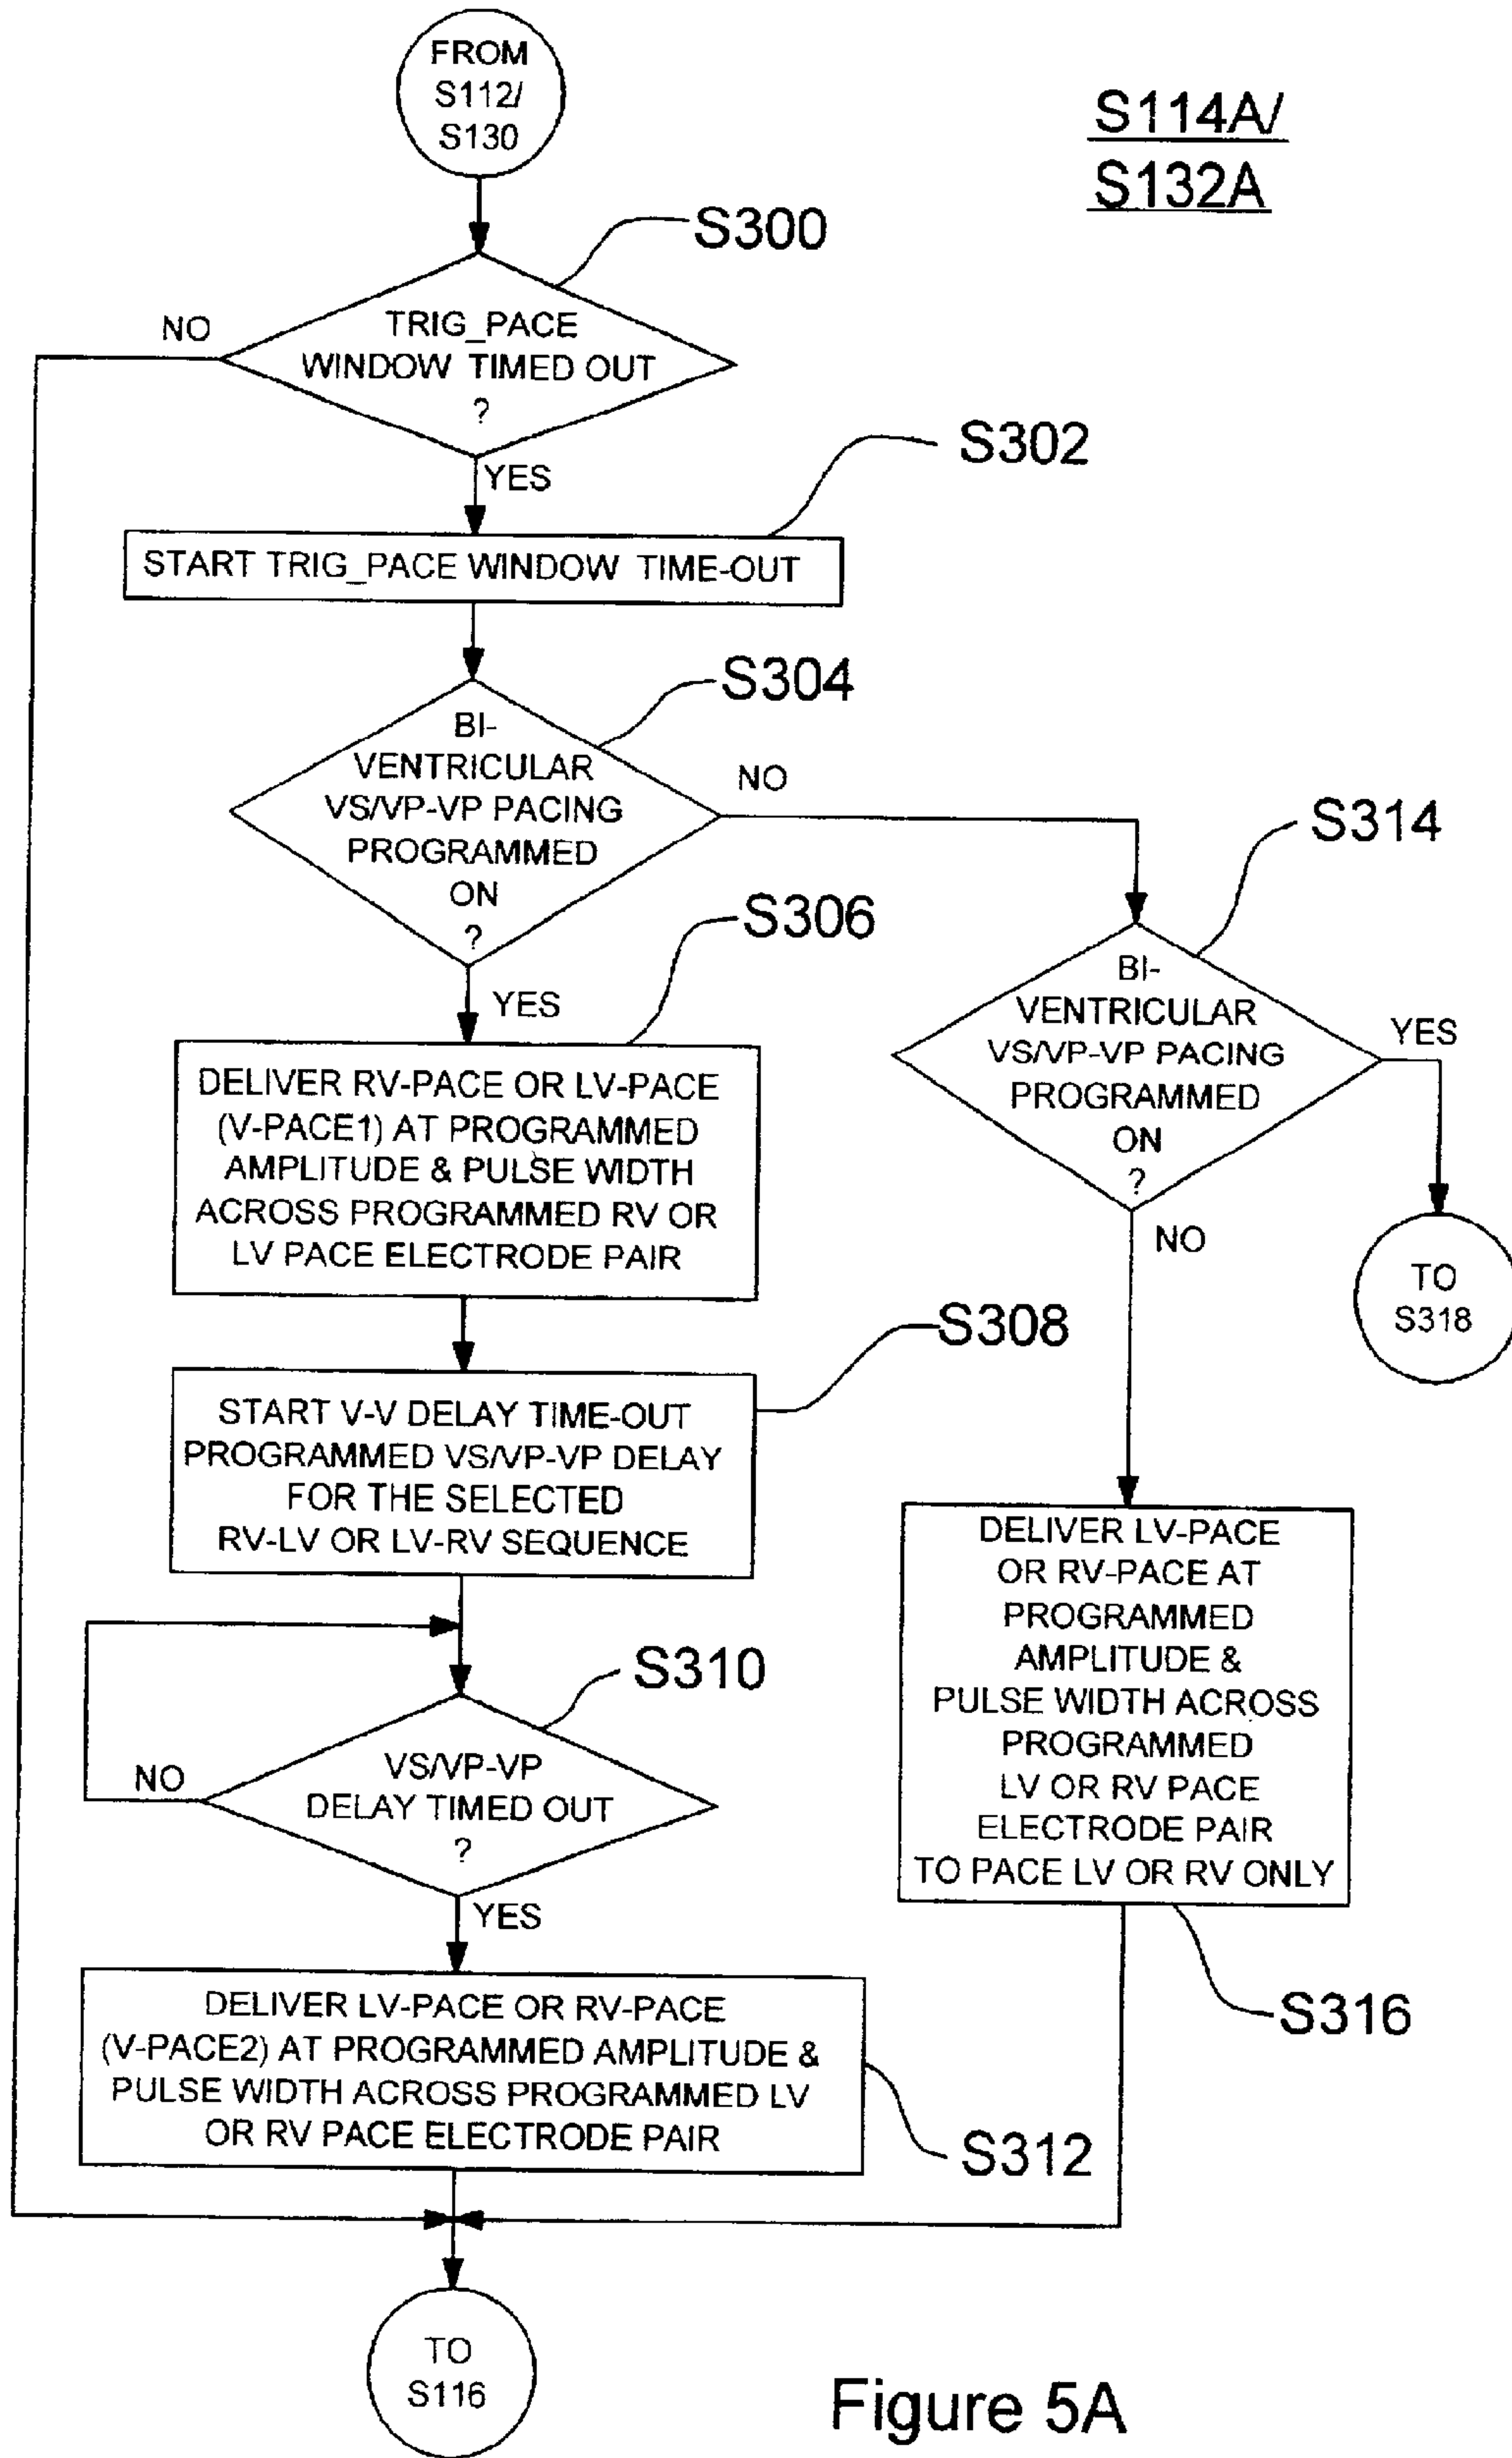 FROM
S112/
S130
S114A/
S132A
S300
NO
TRIG_PACE
WINDOW TIMED OUT
?
YES
S302
START TRIG_PACE WINDOW TIME-OUT
S304
BI-
VENTRICULAR
VS/VP-VP PACING
PROGRAMMED
ON
?
NO
YES
S306
DELIVER RV-PACE OR LV-PACE
(V-PACE1) AT PROGRAMMED
AMPLITUDE & PULSE WIDTH
ACROSS PROGRAMMED RV OR
LV PACE ELECTRODE PAIR
S314
BI-
VENTRICULAR
VS/VP-VP PACING
PROGRAMMED
ON
?
YES
NO
TO
S318
S308
START V-V DELAY TIME-OUT
PROGRAMMED VS/VP-VP DELAY
FOR THE SELECTED
RV-LV OR LV-RV SEQUENCE
S310
NO
VS/VP-VP
DELAY TIMED OUT
?
YES
DELIVER LV-PACE
OR RV-PACE AT
PROGRAMMED
AMPLITUDE &
PULSE WIDTH ACROSS
PROGRAMMED
LV OR RV PACE
ELECTRODE PAIR
TO PACE LV OR RV ONLY
S316
DELIVER LV-PACE OR RV-PACE
(V-PACE2) AT PROGRAMMED AMPLITUDE &
PULSE WIDTH ACROSS PROGRAMMED LV
OR RV PACE ELECTRODE PAIR
S312
TO
S116
Figure 5A